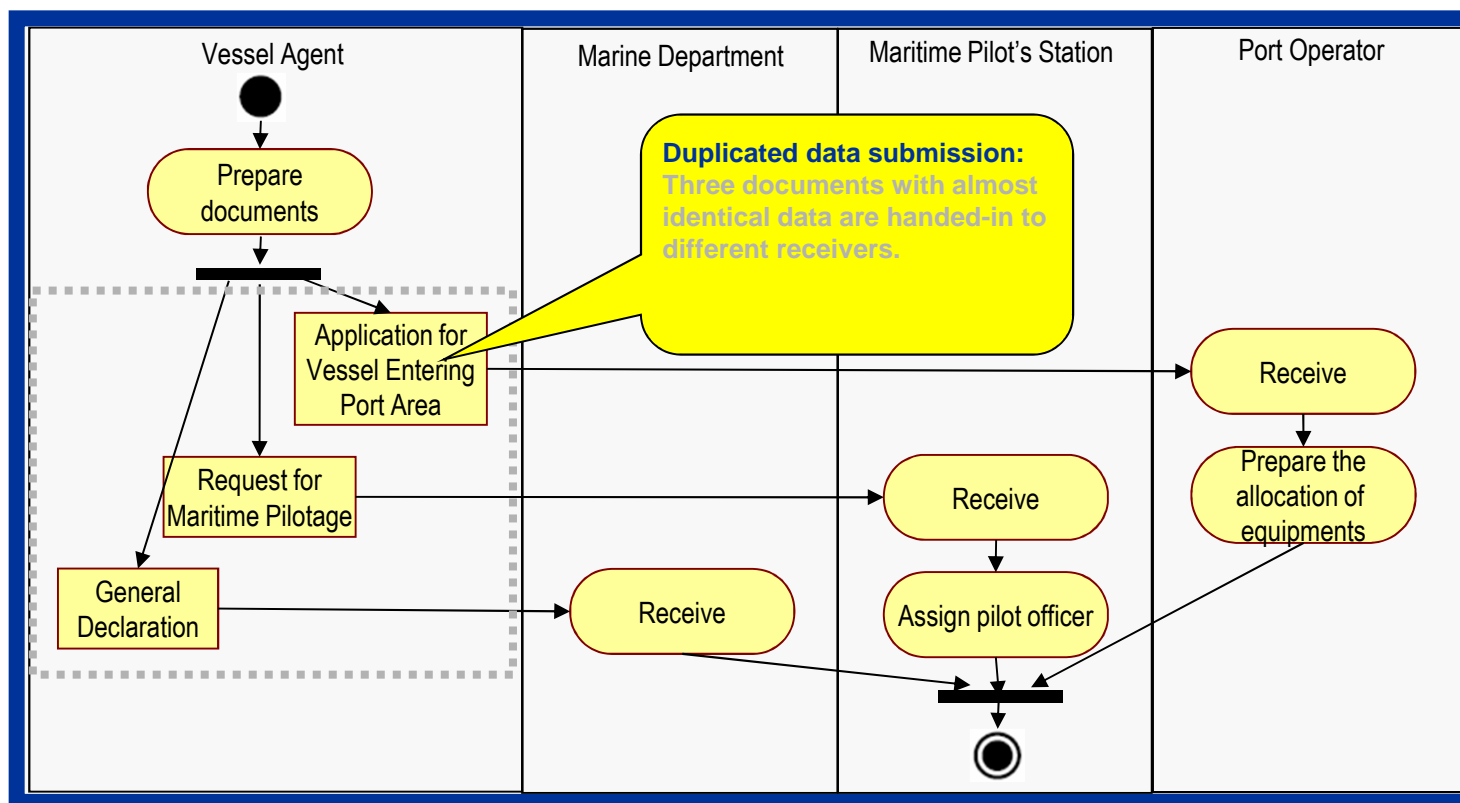 Vessel Agent
Marine Department
Maritime Pilot's Station
Port Operator
Prepare
documents
Duplicated data submission:
Three documents with almost
identical data are handed-in to
different receivers.
Application for
Vessel Entering
Port Area
Receive
Prepare the
allocation of
equipments
Request for
Maritime Pilotage
Receive
Assign pilot officer
General
Declaration
Receive